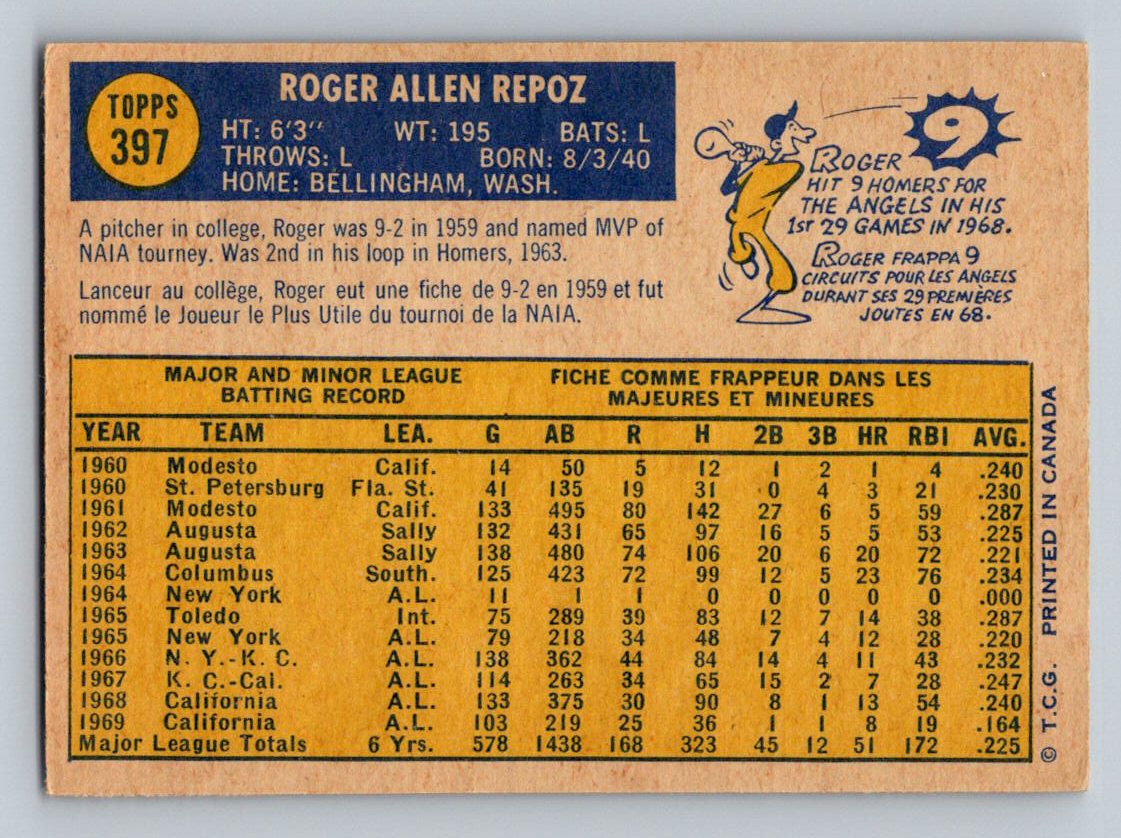 TOPPS
397
ROGER ALLEN REPOZ
HT: 6'3" WT: 195 BATS: L
THROWS: L BORN: 8/3/40
HOME: BELLINGHAM, WASH.
A pitcher in college, Roger was 9-2 in 1959 and named MVP of
NAIA tourney. Was 2nd in his loop in Homers, 1963.
Lanceur au collège, Roger eut une fiche de 9-2 en 1959 et fut
nommé le Joueur le Plus Utile du tournoi de la NAIA.
9
ROGER
HIT 9 HOMERS FOR
THE ANGELS IN HIS
1ST 29 GAMES IN 1968.
ROGER FRAPPA 9
CIRCUITS POUR LES ANGELS
DURANT SES 29 PREMIÈRES
JOUTES EN 68.
MAJOR AND MINOR LEAGUE
BATTING RECORD
FICHE COMME FRAPPEUR DANS LES
MAJEURES ET MINEURES
YEAR TEAM LEA. G AB R H 2B 3B HR RBI AVG.
1960 Modesto Calif. 14 50 5 12 1 2 1 4 .240
1960 St. Petersburg Fla. St. 41 135 19 31 0 4 3 21 .230
1961 Modesto Calif. 133 495 80 142 27 6 5 59 .287
1962 Augusta Sally 132 431 65 97 16 5 5 53 .225
1963 Augusta Sally 138 480 74 106 20 6 20 72 .221
1964 Columbus South. 125 423 72 99 12 5 23 76 .234
1964 New York A.L. 11 1 1 0 0 0 0 0 .000
1965 Toledo Int. 75 289 39 83 12 7 14 38 .287
1965 New York A.L. 79 218 34 48 7 4 12 28 .220
1966 N. Y.-K. C. A.L. 138 362 44 84 14 4 11 43 .232
1967 K. C.-Cal. A.L. 114 263 34 65 15 2 7 28 .247
1968 California A.L. 133 375 30 90 8 1 13 54 .240
1969 California A.L. 103 219 25 36 1 1 8 19 .164
Major League Totals 6 Yrs. 578 1438 168 323 45 12 51 172 .225
© T.C.G. PRINTED IN CANADA